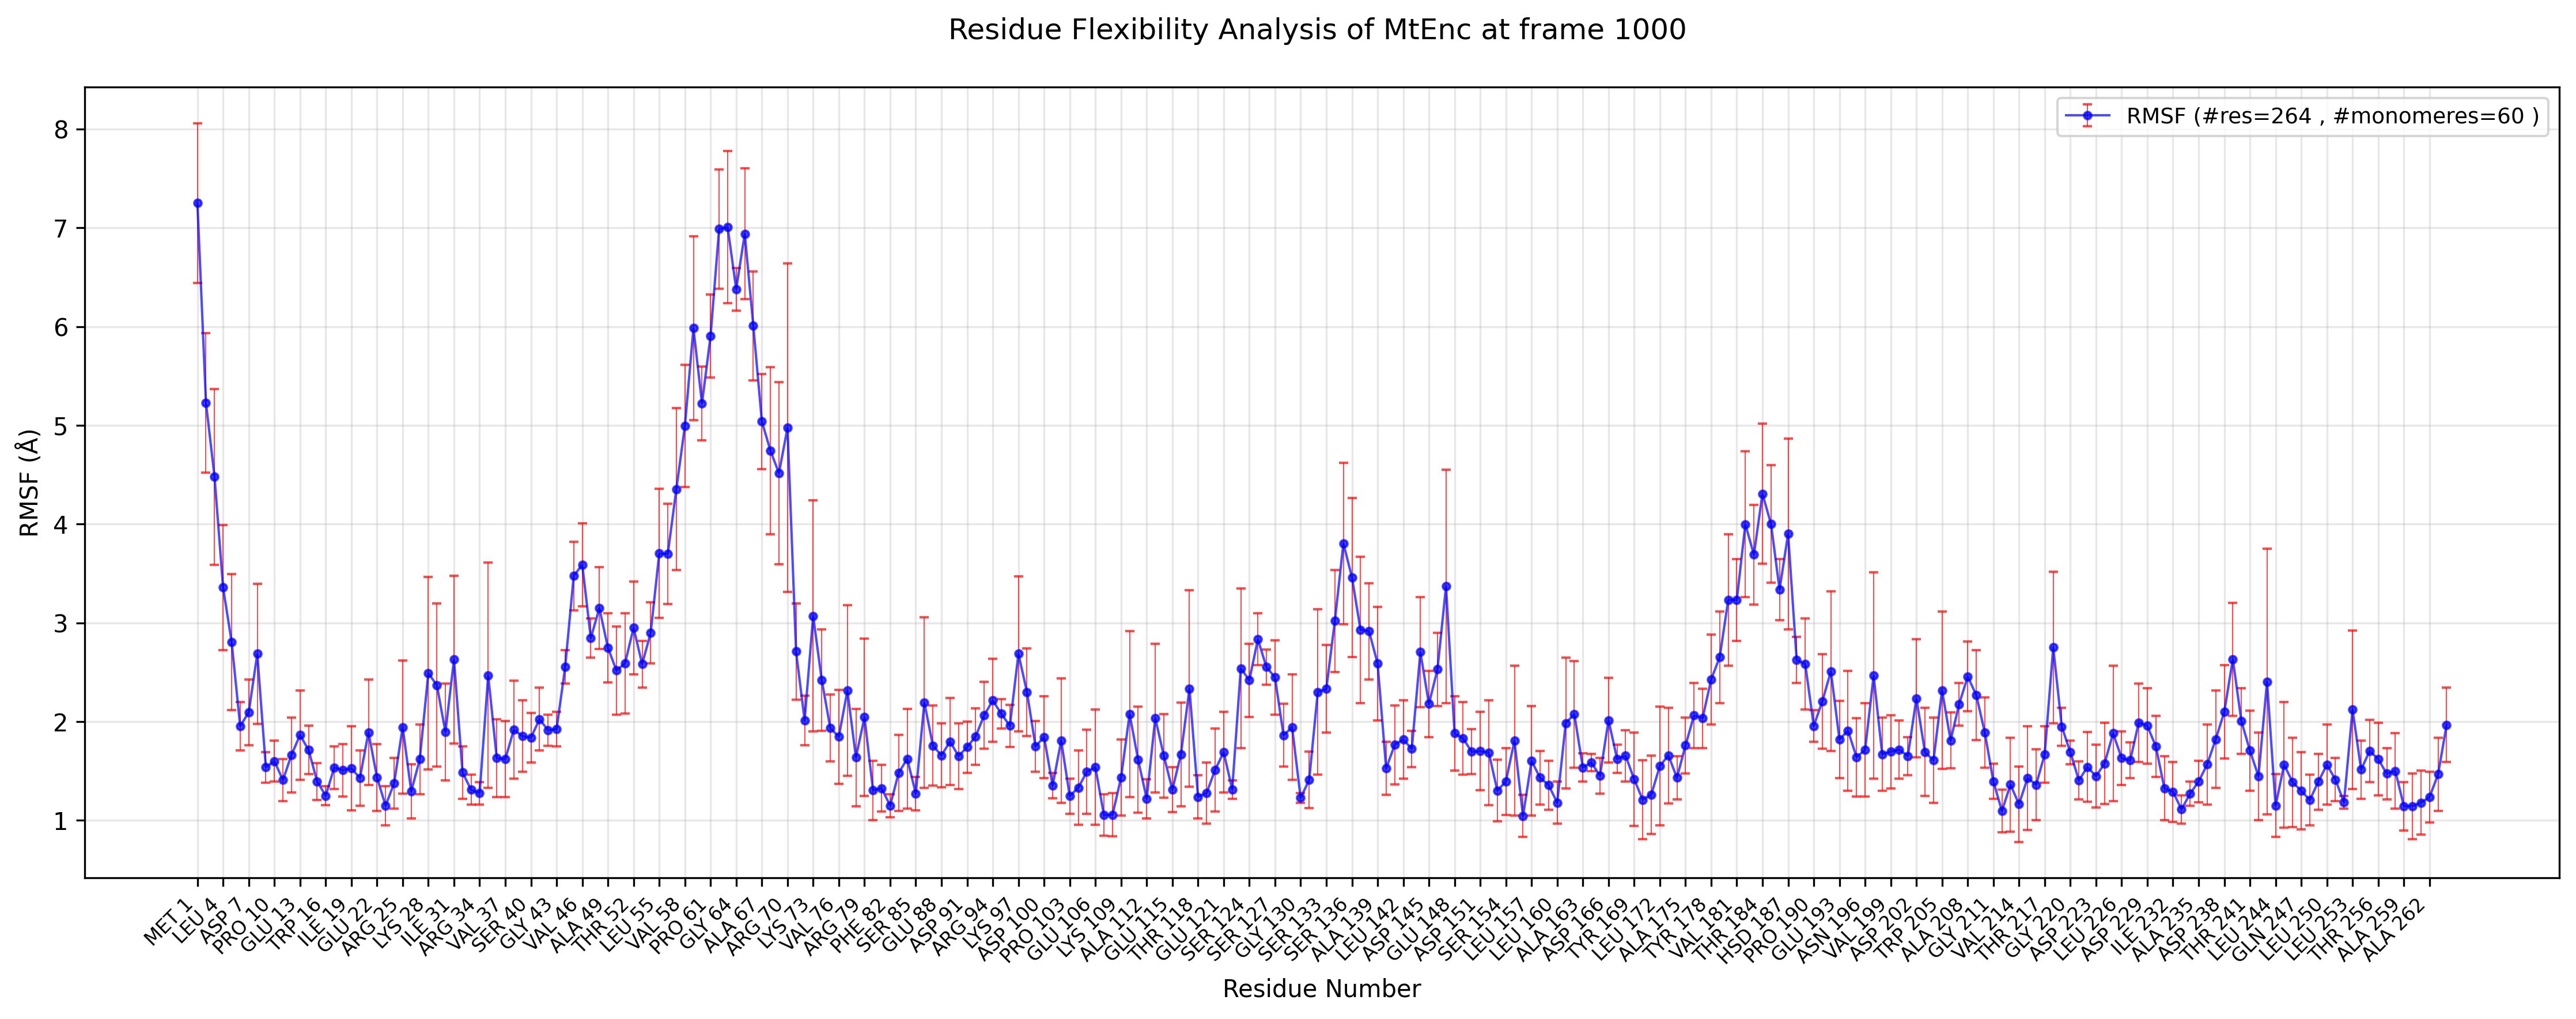 Residue Flexibility Analysis of MtEnc at frame 1000
RMSF (#res=264 , #monomeres=60 )
RMSF (Å)
8
7
6
5
4
3
2
1
MET 1
LEU 4
ASP 7
PRO 10
GLU 13
TRP 16
ILE 19
GLU 22
ARG 25
LYS 28
ILE 31
ARG 34
VAL 37
SER 40
GLY 43
VAL 46
ALA 49
THR 52
LEU 55
VAL 58
PRO 61
GLY 64
ALA 67
ARG 70
LYS 73
VAL 76
ARG 79
PHE 82
SER 85
GLU 88
ASP 91
ARG 94
LYS 97
ASP 100
PRO 103
GLU 106
LYS 109
ALA 112
GLU 115
THR 118
GLU 121
SER 124
SER 127
GLY 130
SER 133
SER 136
ALA 139
LEU 142
ASP 145
GLU 148
ASP 151
SER 154
LEU 157
LEU 160
ALA 163
ASP 166
TYR 169
LEU 172
ALA 175
TYR 178
VAL 181
THR 184
HSD 187
PRO 190
GLU 193
ASN 196
VAL 199
ASP 202
TRP 205
ALA 208
GLY 211
VAL 214
THR 217
GLY 220
ASP 223
LEU 226
ASP 229
ILE 232
ALA 235
ASP 238
THR 241
LEU 244
GLN 247
LEU 250
LEU 253
THR 256
ALA 259
ALA 262
Residue Number